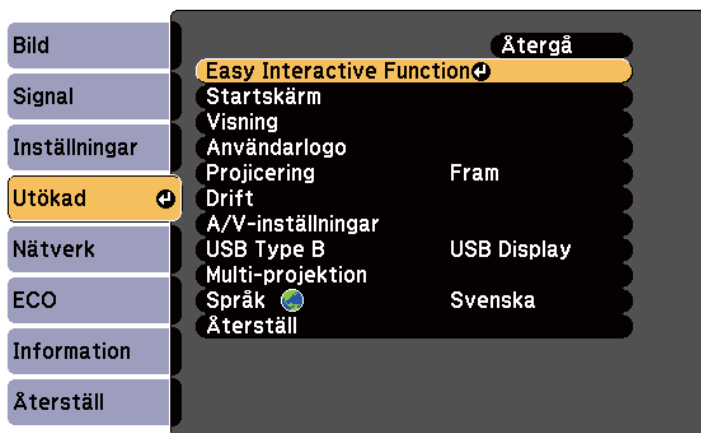 Bild
Signal
Inställningar
Utökad
Nätverk
ECO
Information
Återställ
Återgå
Easy Interactive Function
Startskärm
Visning
Användarlogo
Projicering Fram
Drift
A/V-inställningar
USB Type B USB Display
Multi-projektion
Språk Svenska
Återställ